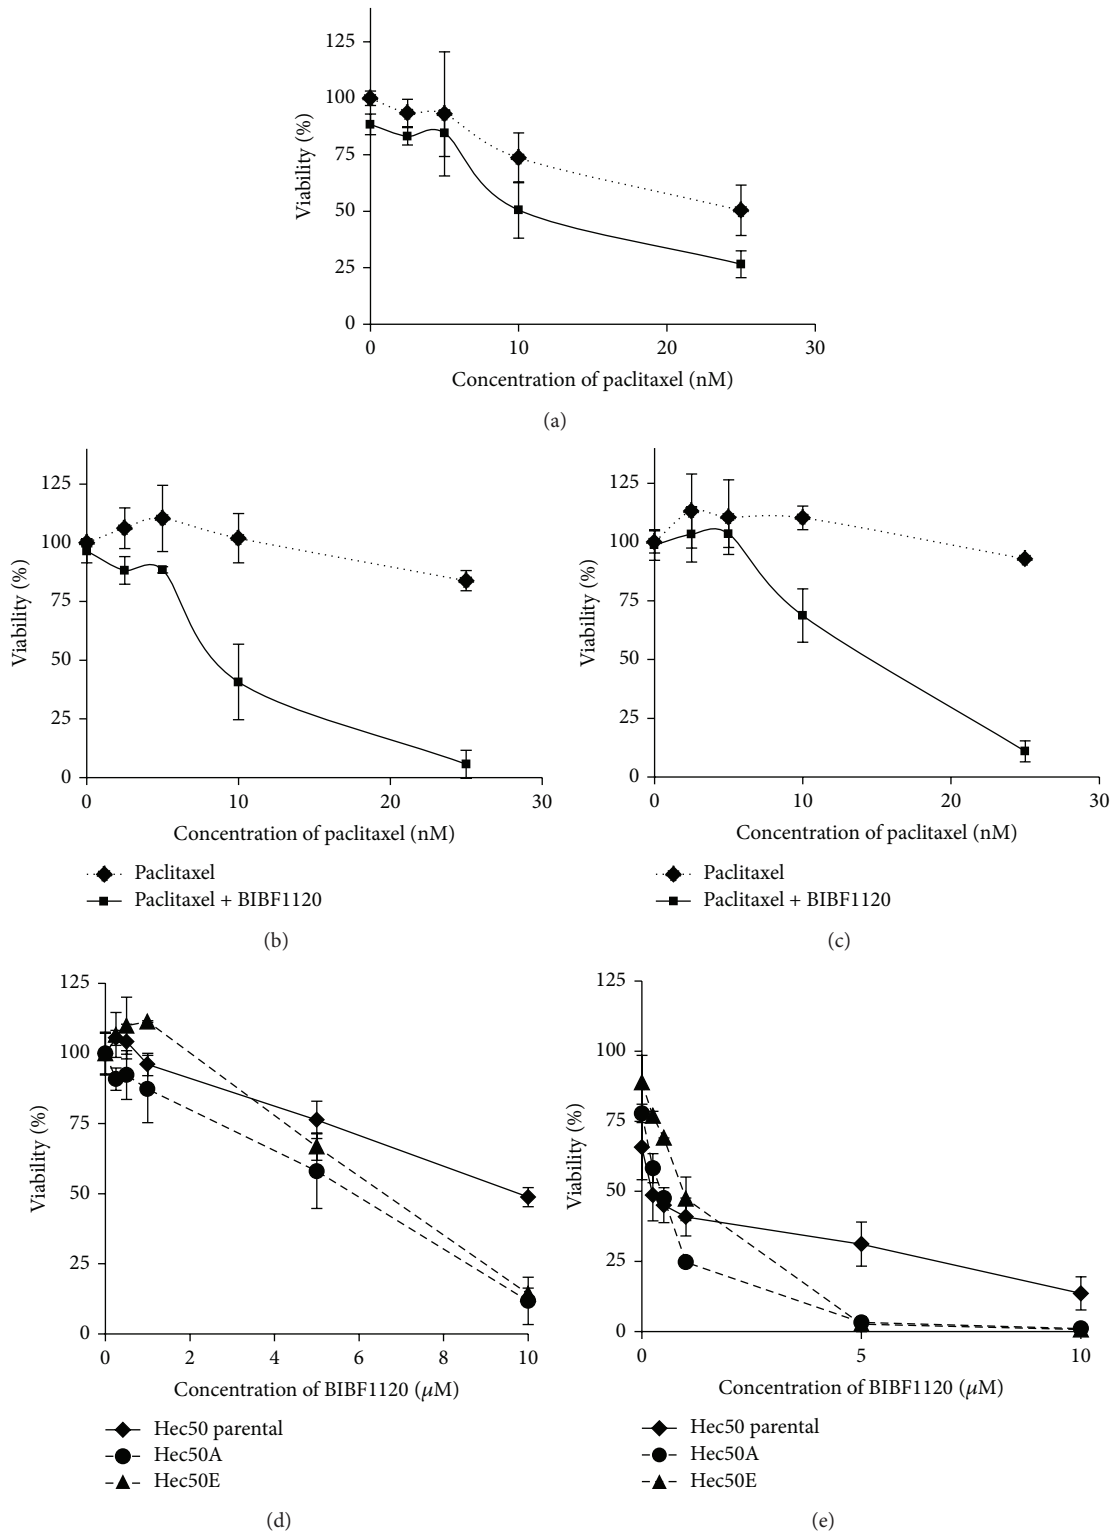 125
100
75
50
25
0
Viability (%)
0 10 20 30
Concentration of paclitaxel (nM)
(a)
125
100
75
50
25
0
Viability (%)
0 10 20 30
Concentration of paclitaxel (nM)
Paclitaxel
Paclitaxel + BIBF1120
(b)
125
100
75
50
25
0
Viability (%)
0 10 20 30
Concentration of paclitaxel (nM)
Paclitaxel
Paclitaxel + BIBF1120
(c)
125
100
75
50
25
0
Viability (%)
0 2 4 6 8 10
Concentration of BIBF1120 (μM)
Hec50 parental
Hec50A
Hec50E
(d)
125
100
75
50
25
0
Viability (%)
0 5 10
Concentration of BIBF1120 (μM)
Hec50 parental
Hec50A
Hec50E
(e)